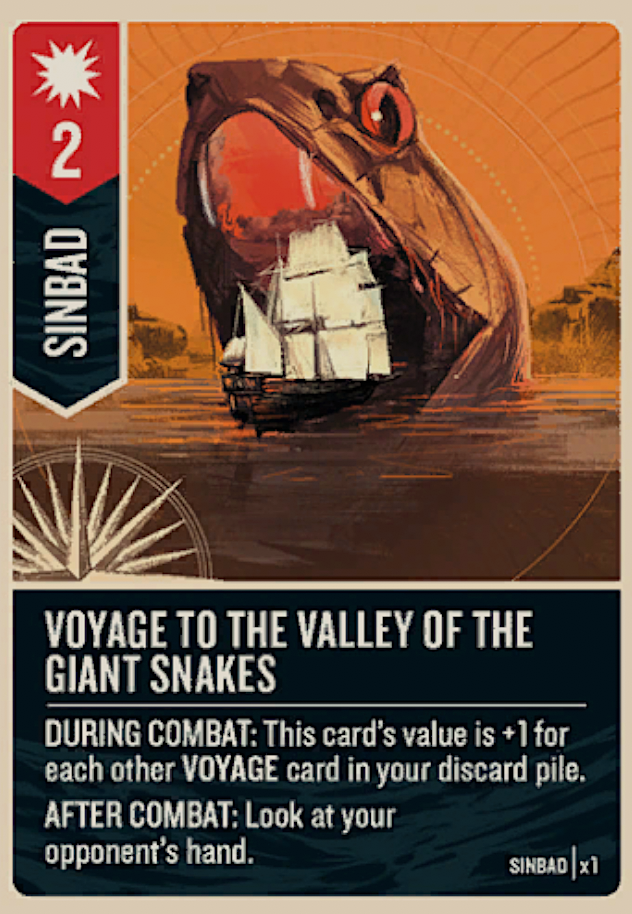 2
SINBAD
VOYAGE TO THE VALLEY OF THE
GIANT SNAKES
DURING COMBAT: This card's value is +1 for
each other VOYAGE card in your discard pile.
AFTER COMBAT: Look at your
opponent's hand.
SINBAD | x1